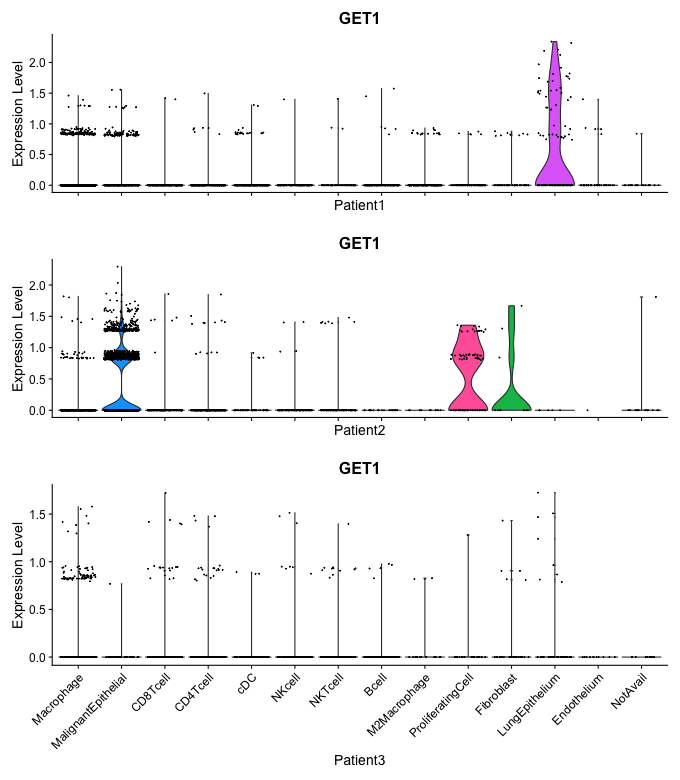 GET1
Expression Level
2.0
1.5
1.0
0.5
0.0
Patient1
GET1
Expression Level
2.0
1.5
1.0
0.5
0.0
Patient2
GET1
Expression Level
1.5
1.0
0.5
0.0
Macrophage
MalignantEpithelial
CD8Tcell
CD4Tcell
cDC
NKcell
NKTcell
Bcell
M2Macrophage
ProliferatingCell
Fibroblast
LungEpithelium
Endothelium
NotAvail
Patient3